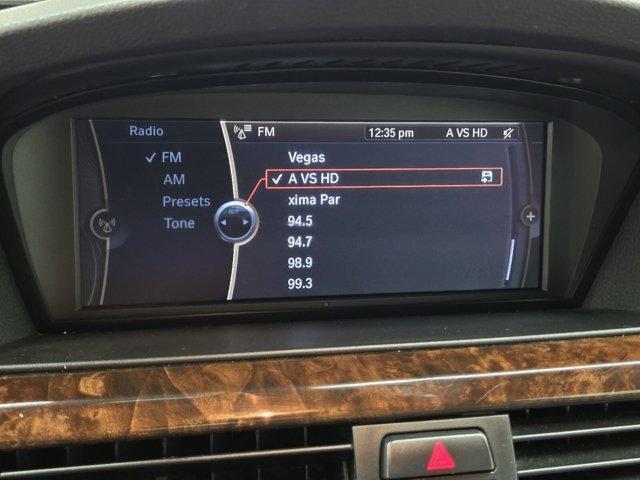 Radio
FM 12:35 pm A VS HD
FM
AM
Presets
Tone
Vegas
A VS HD
xima Par
94.5
94.7
98.9
99.3